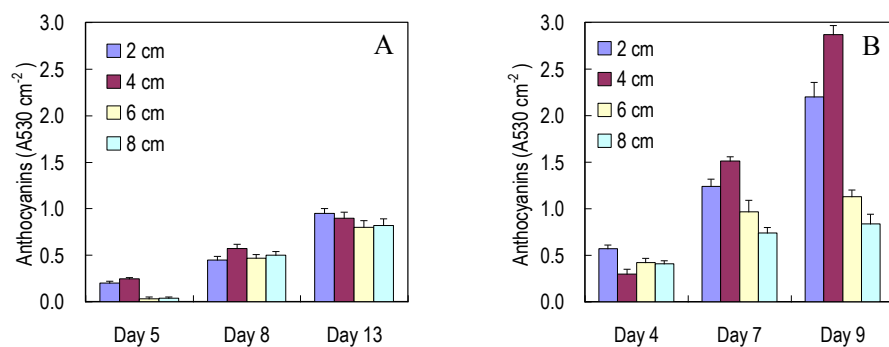 A
Anthocyanins (A530 cm-2)
3.0
2.5
2.0
1.5
1.0
0.5
0.0
2 cm
4 cm
6 cm
8 cm
Day 5 Day 8 Day 13
B
Anthocyanins (A530 cm-2)
3.0
2.5
2.0
1.5
1.0
0.5
0.0
2 cm
4 cm
6 cm
8 cm
Day 4 Day 7 Day 9